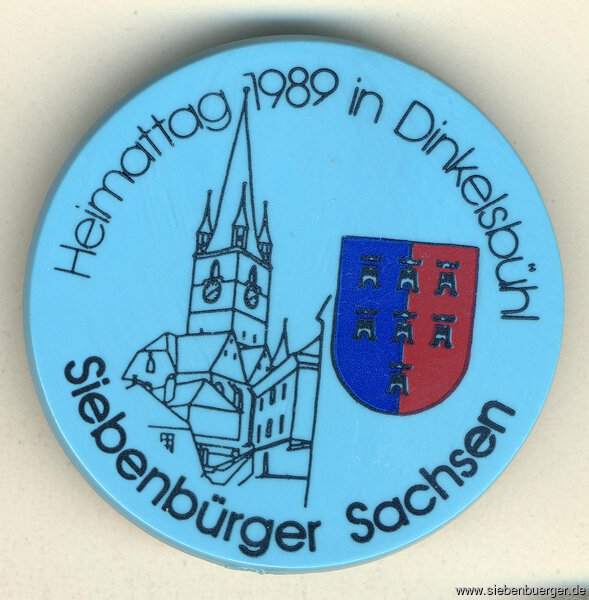 Heimattag 1989 in Dinkelsbühl
Siebenbürger Sachsen
www.siebenbuerger.de